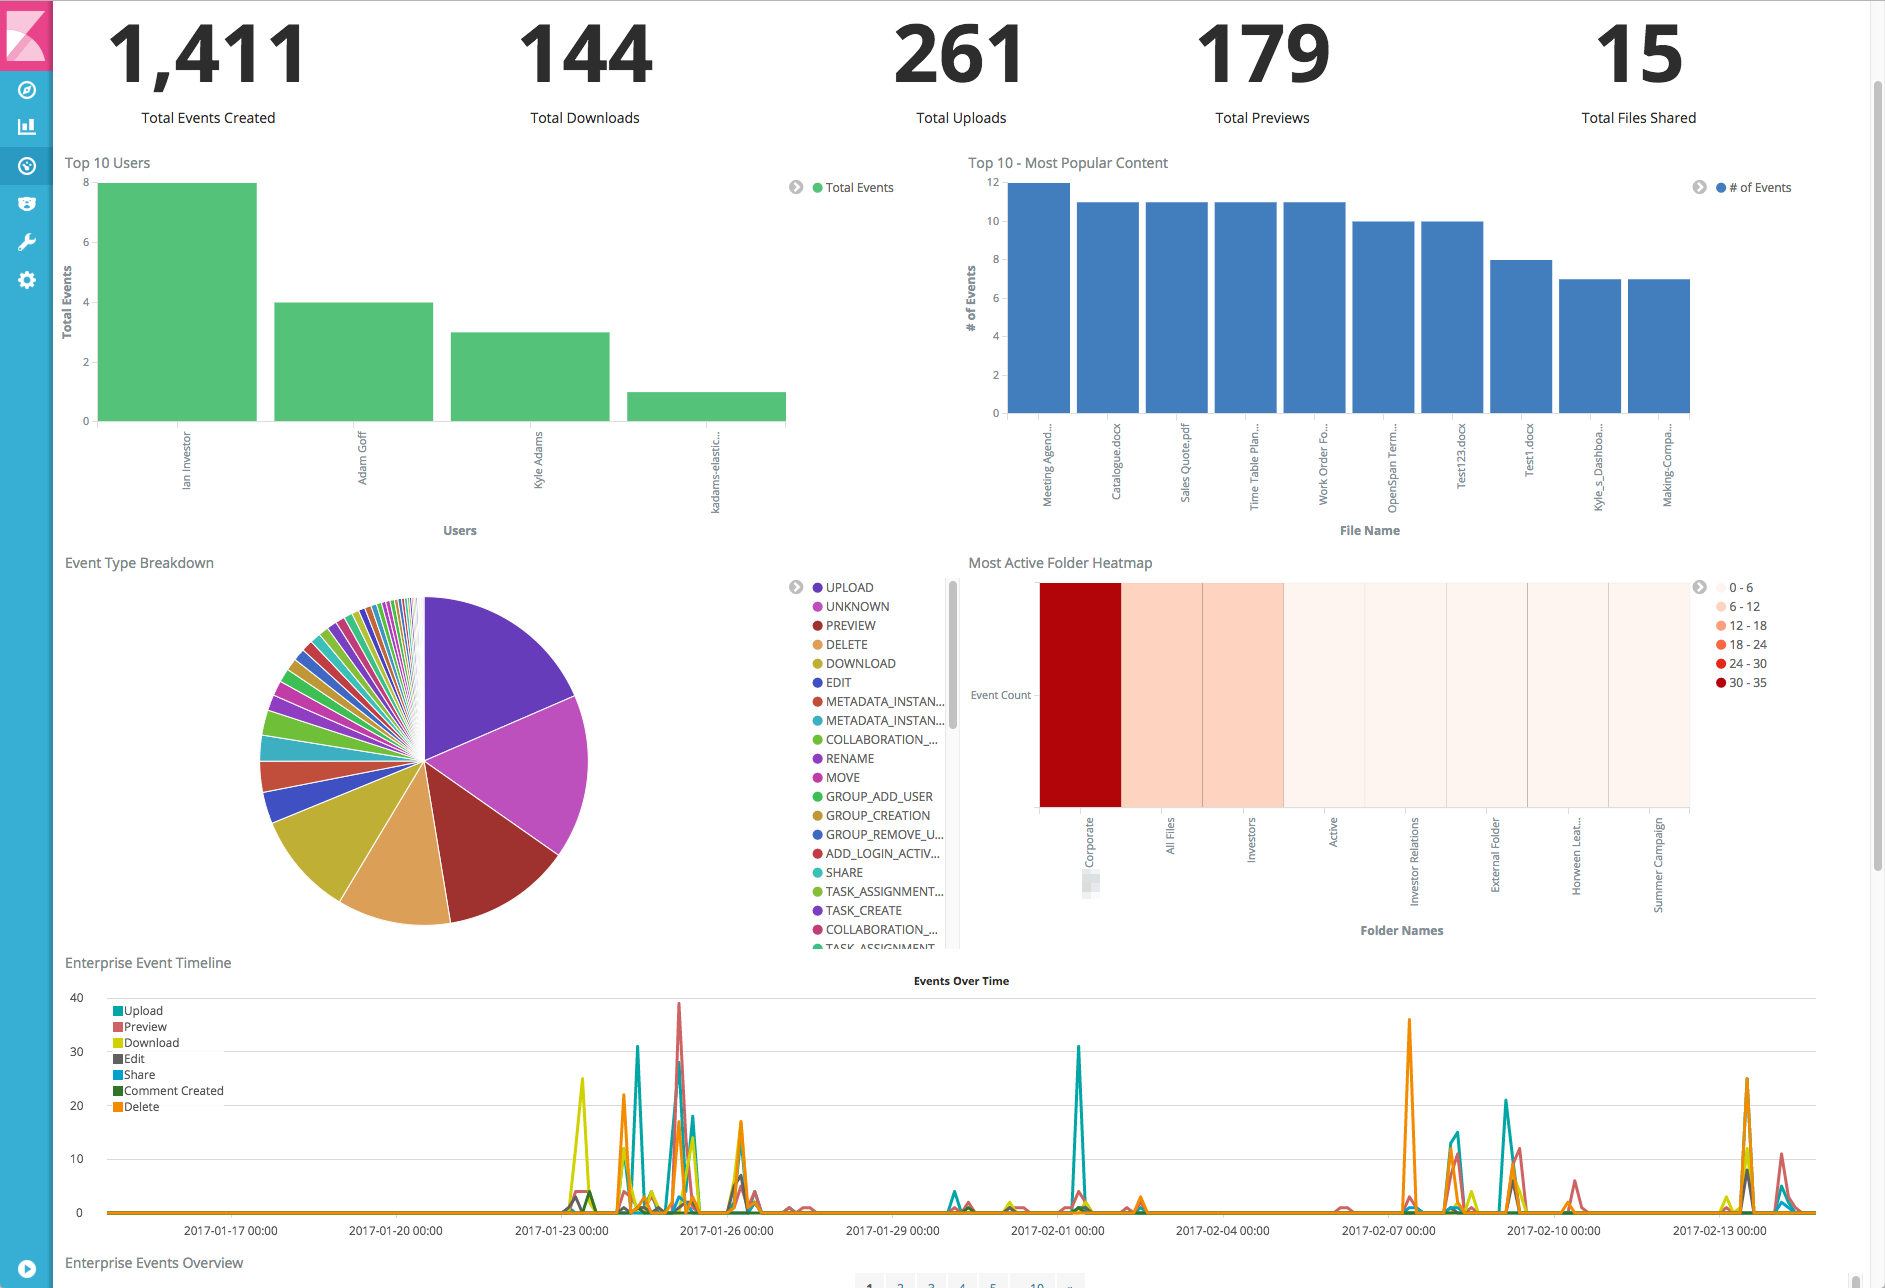 1,411
Total Events Created
144
Total Downloads
261
Total Uploads
179
Total Previews
15
Total Files Shared
Top 10 Users
8
6
4
2
0
Total Events
Total Events
Ian Investor
Adam Goff
Kyle Adams
kadams-elastic...
Users
Top 10 - Most Popular Content
12
10
8
6
4
2
0
# of Events
# of Events
Meeting Agend...
Catalogue.docx
Sales Quote.pdf
Time Table Plan...
Work Order Fo...
OpenSpan Term...
Test123.docx
Test1.docx
Kyle_s_Dashboa...
Making-Compa...
File Name
Event Type Breakdown
UPLOAD
UNKNOWN
PREVIEW
DELETE
DOWNLOAD
EDIT
METADATA_INSTAN...
METADATA_INSTAN...
COLLABORATION_...
RENAME
MOVE
GROUP_ADD_USER
GROUP_CREATION
GROUP_REMOVE_U...
ADD_LOGIN_ACTIV...
SHARE
TASK_ASSIGNMENT...
TASK_CREATE
COLLABORATION_...
TASK_ASSIGNMENT
Most Active Folder Heatmap
Event Count
0 - 6
6 - 12
12 - 18
18 - 24
24 - 30
30 - 35
Corporate
All Files
Investors
Active
Investor Relations
External Folder
Horween Leat...
Summer Campaign
Folder Names
Enterprise Event Timeline
Events Over Time
40
30
20
10
0
Upload
Preview
Download
Edit
Share
Comment Created
Delete
2017-01-17 00:00
2017-01-20 00:00
2017-01-23 00:00
2017-01-26 00:00
2017-01-29 00:00
2017-02-01 00:00
2017-02-04 00:00
2017-02-07 00:00
2017-02-10 00:00
2017-02-13 00:00
Enterprise Events Overview
1 2 3 4 5 ...10 »